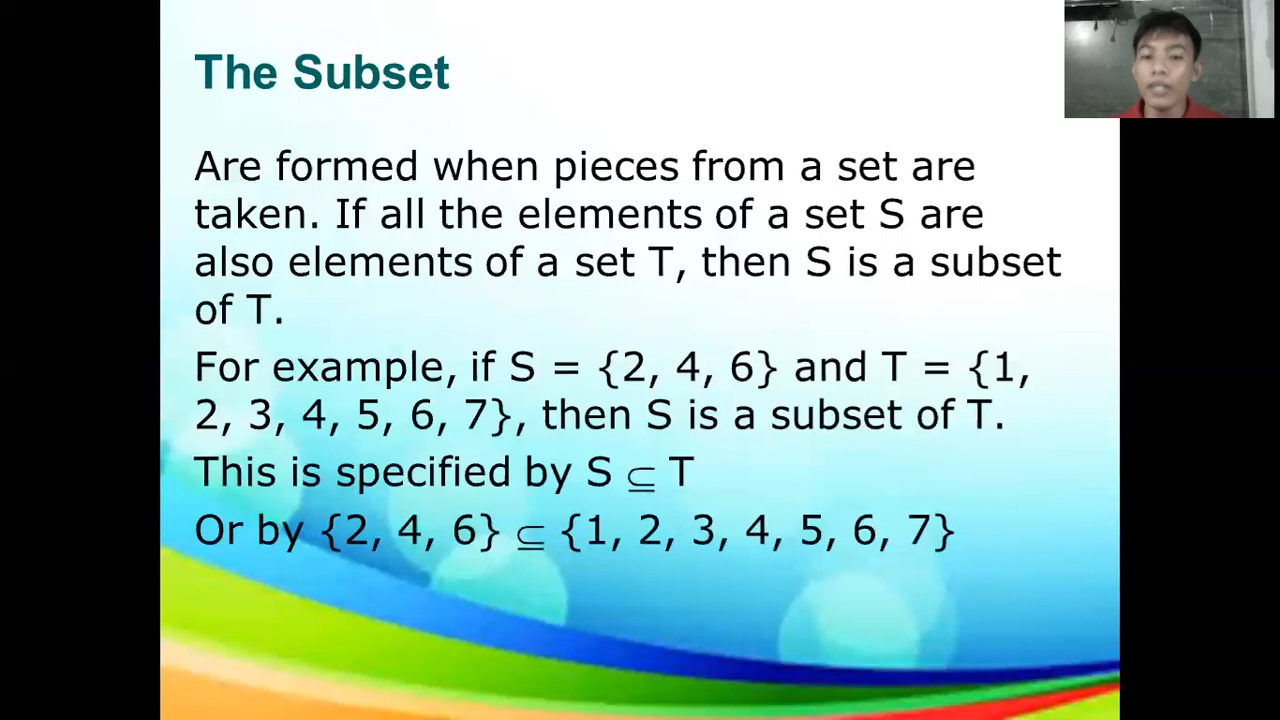 The Subset
Are formed when pieces from a set are
taken. If all the elements of a set S are
also elements of a set T, then S is a subset
of T.
For example, if S = {2, 4, 6} and T = {1,
2, 3, 4, 5, 6, 7}, then S is a subset of T.
This is specified by S ⊆ T
Or by {2, 4, 6} ⊆ {1, 2, 3, 4, 5, 6, 7}